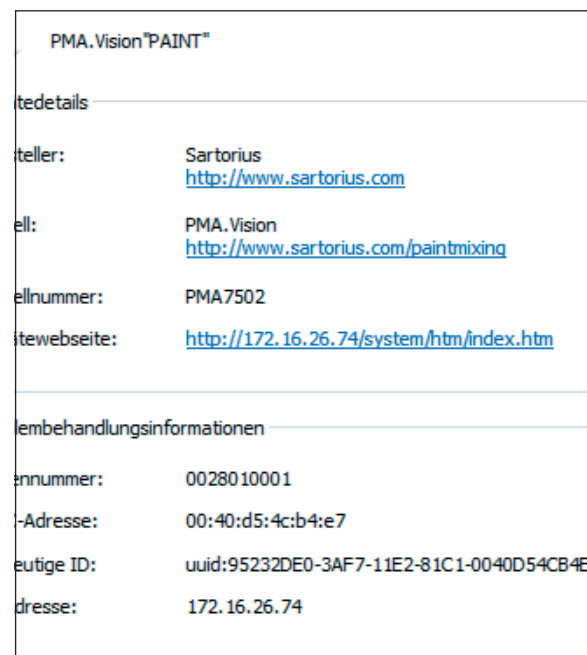 PMA.Vision"PAINT"
itedetails
steller: Sartorius
http://www.sartorius.com
ell: PMA.Vision
http://www.sartorius.com/paintmixing
ellnummer: PMA7502
itewebseite: http://172.16.26.74/system/htm/index.htm
lembehandlungsinformationen
ennummer: 0028010001
-Adresse: 00:40:d5:4c:b4:e7
eutige ID: uuid:95232DE0-3AF7-11E2-81C1-0040D54CB4E
dresse: 172.16.26.74